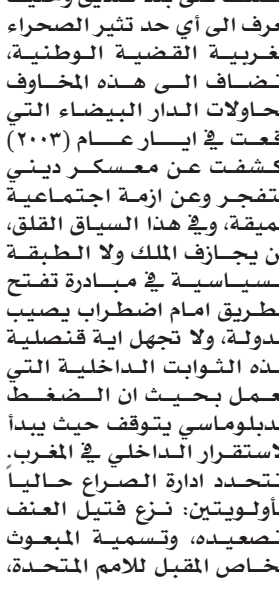 عرف الى أي حد تثير الصحراء
غربية القضية الوطنية،
ضاف الى هذه المخاوف
حاولات الدار البيضاء التي
قعت في ايار عام (٢٠٠٣)
كشفت عن معسكر ديني
تفجر وعن ازمة اجتماعية
ميقة، وفي هذا السياق القلق،
ن يجازف الملك ولا الطبقة
سياسية في مبادرة تفتح
طريق امام اضطراب يصيب
دولة، ولا تجهل اية قنصلية
ذه الثوابت الداخلية التي
عمل بحيث ان الضغط
دبلوماسي يتوقف حيث يبدأ
لاستقرار الداخلي في المغرب.
تتحدد ادارة الصراع حالياً
أولويتين: نزع فتيل العنف
تصعيده، وتسمية المبعوث
خاص المقبل للامم المتحدة،